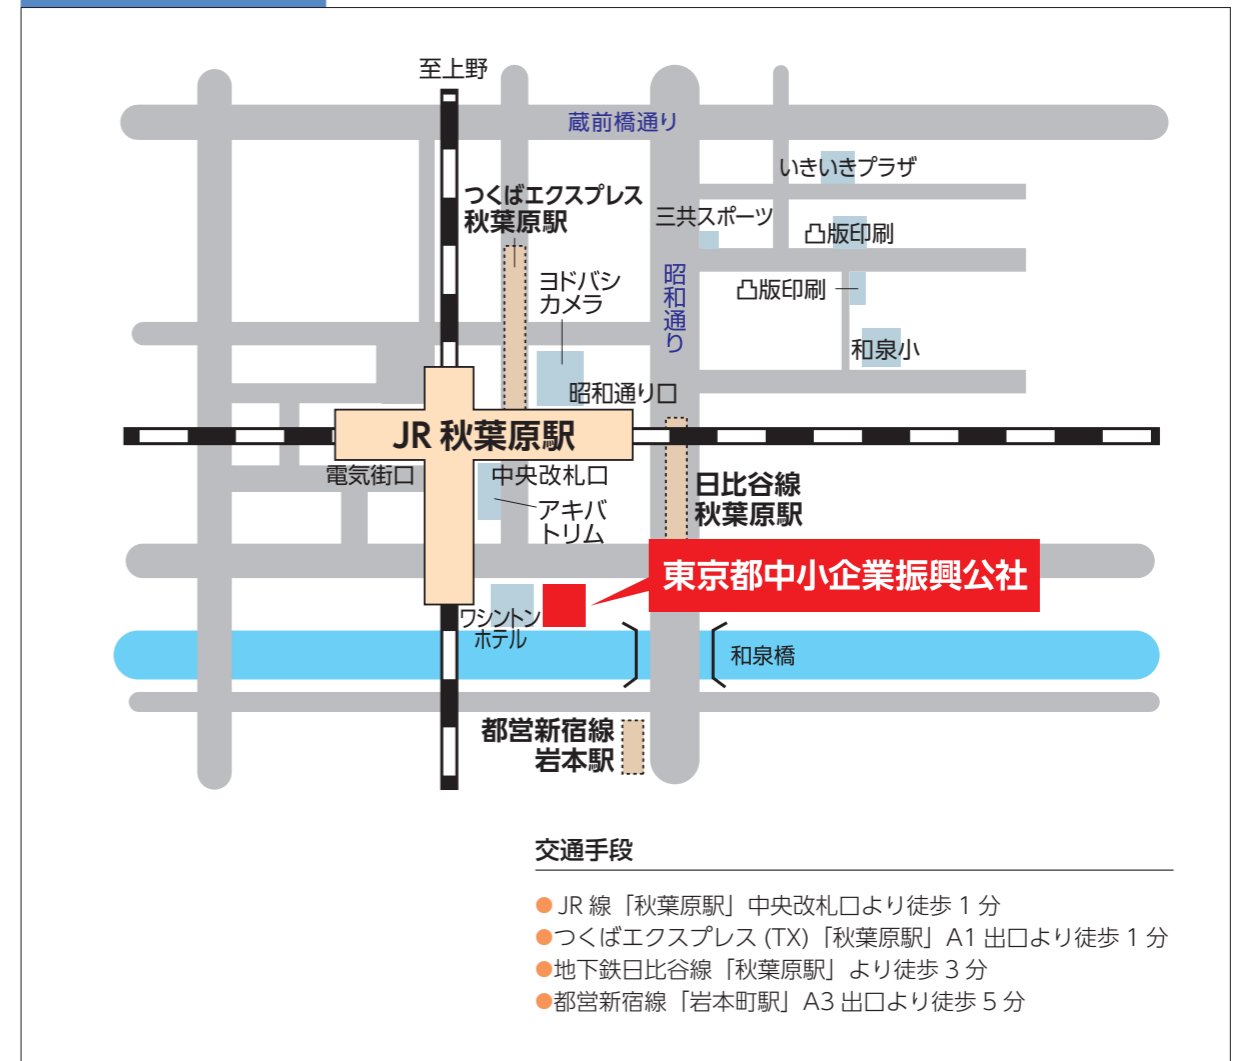 至上野
蔵前橋通り
いきいきプラザ
つくばエクスプレス
秋葉原駅
三共スポーツ
凸版印刷
ヨドバシ
カメラ
昭和通り
凸版印刷
和泉小
昭和通り口
JR 秋葉原駅
電気街口
中央改札口
日比谷線
秋葉原駅
アキバ
トリム
東京都中小企業振興公社
ワシントン
ホテル
和泉橋
都営新宿線
岩本駅
交通手段
●JR 線「秋葉原駅」中央改札口より徒歩 1 分
●つくばエクスプレス (TX)「秋葉原駅」A1 出口より徒歩 1 分
●地下鉄日比谷線「秋葉原駅」より徒歩 3 分
●都営新宿線「岩本町駅」A3 出口より徒歩 5 分